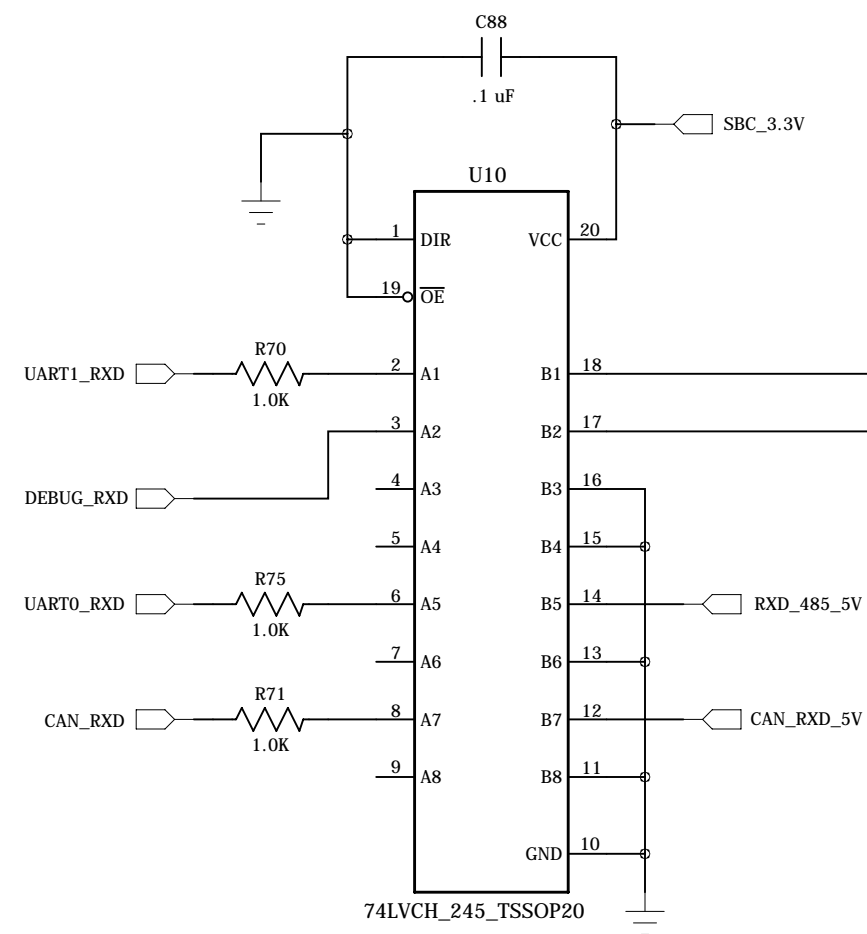 C88
.1 uF
SBC_3.3V
U10
1 DIR VCC 20
19 OE
R70
UART1_RXD 2 A1 B1 18
1.0K
3 A2 B2 17
DEBUG_RXD 4 A3 B3 16
5 A4 B4 15
R75
UART0_RXD 6 A5 B5 14 RXD_485_5V
1.0K
7 A6 B6 13
R71
CAN_RXD 8 A7 B7 12 CAN_RXD_5V
1.0K
9 A8 B8 11
GND 10
74LVCH_245_TSSOP20